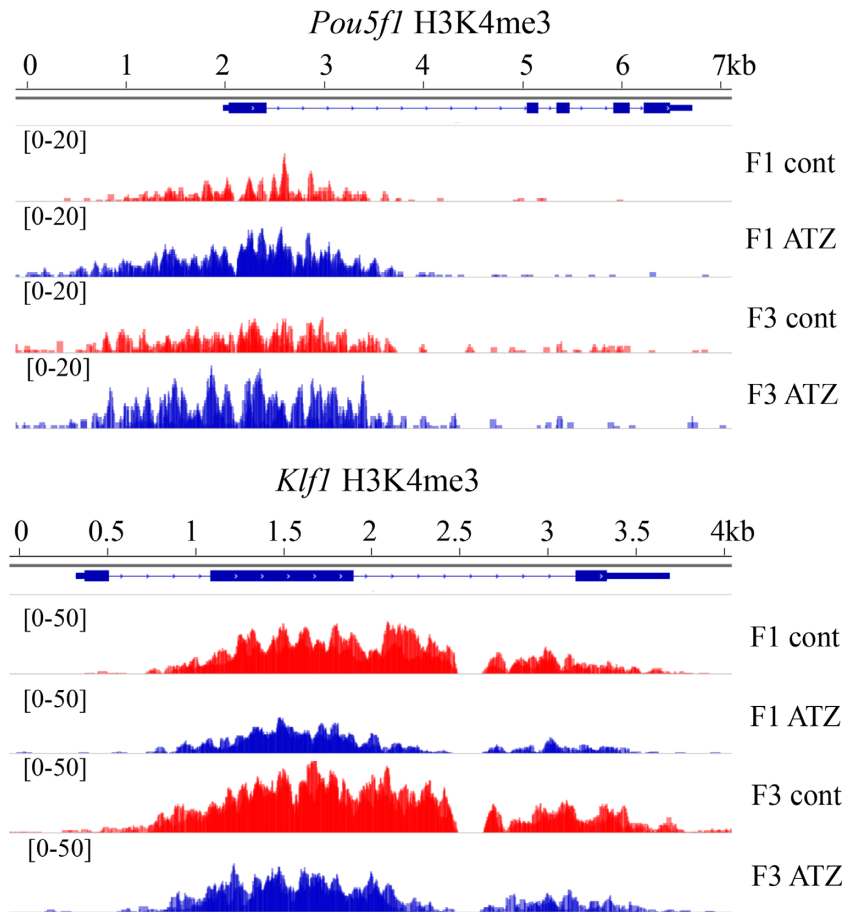 Pou5f1 H3K4me3
0 1 2 3 4 5 6 7kb
[0-20]
F1 cont
[0-20]
F1 ATZ
[0-20]
F3 cont
[0-20]
F3 ATZ
Klf1 H3K4me3
0 0.5 1 1.5 2 2.5 3 3.5 4kb
[0-50]
F1 cont
[0-50]
F1 ATZ
[0-50]
F3 cont
[0-50]
F3 ATZ